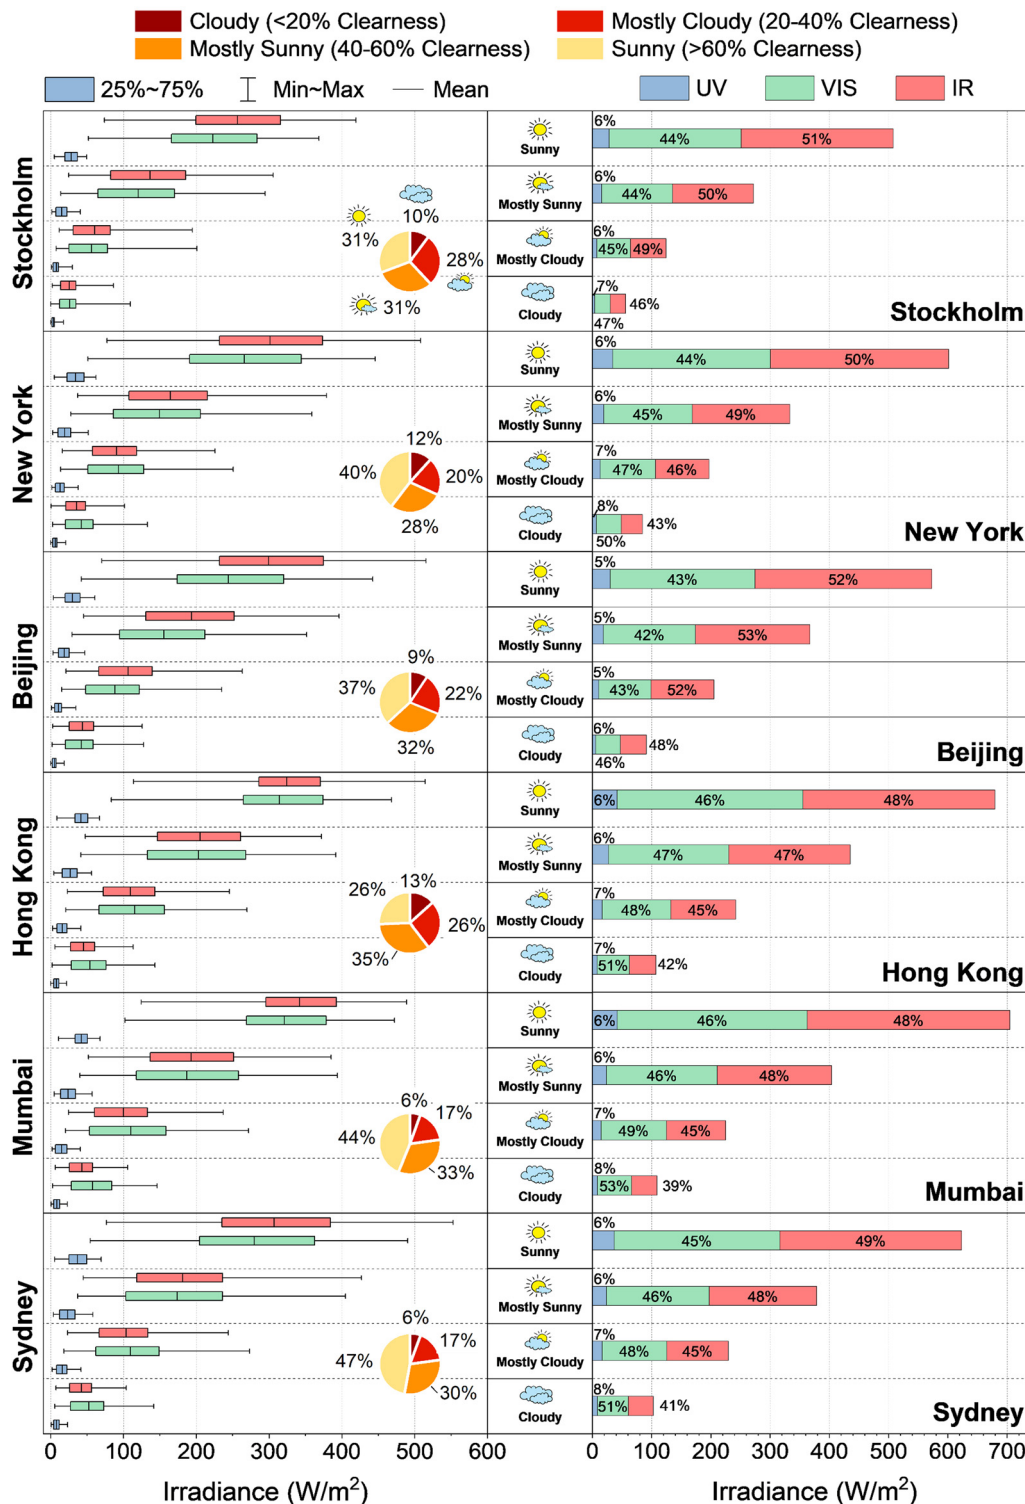 Cloudy (<20% Clearness)
Mostly Cloudy (20-40% Clearness)
Mostly Sunny (40-60% Clearness)
Sunny (>60% Clearness)
25%~75%
Min~Max
Mean
UV
VIS
IR
Stockholm
10%
28%
31%
31%
Sunny
6%
44%
51%
Mostly Sunny
6%
44%
50%
Mostly Cloudy
6%
45%
49%
Cloudy
7%
46%
47%
Stockholm
New York
12%
20%
28%
40%
Sunny
6%
44%
50%
Mostly Sunny
6%
45%
49%
Mostly Cloudy
7%
47%
46%
Cloudy
8%
43%
50%
New York
Beijing
9%
22%
32%
37%
Sunny
5%
43%
52%
Mostly Sunny
5%
42%
53%
Mostly Cloudy
5%
43%
52%
Cloudy
6%
48%
46%
Beijing
Hong Kong
13%
26%
35%
26%
Sunny
6%
46%
48%
Mostly Sunny
6%
47%
47%
Mostly Cloudy
7%
48%
45%
Cloudy
7%
51%
42%
Hong Kong
Mumbai
6%
17%
33%
44%
Sunny
6%
46%
48%
Mostly Sunny
6%
46%
48%
Mostly Cloudy
7%
49%
45%
Cloudy
8%
53%
39%
Mumbai
Sydney
6%
17%
30%
47%
Sunny
6%
45%
49%
Mostly Sunny
6%
46%
48%
Mostly Cloudy
7%
48%
45%
Cloudy
8%
51%
41%
Sydney
0 100 200 300 400 500 600
0 100 200 300 400 500 600 700
Irradiance (W/m²)
Irradiance (W/m²)